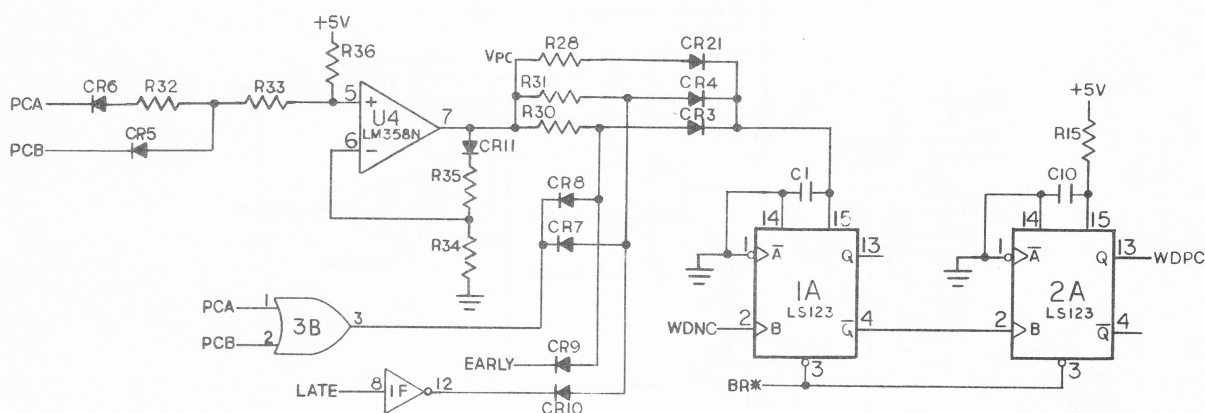 +5V
R36
VPC
R28
CR21
CR6
R32
R33
R31
CR4
PCA
5
+
U4
LM358N
7
R30
CR3
+5V
PCB
CR5
6
-
CR11
R15
R35
CR8
C1
C10
14
15
14
15
R34
CR7
1
A
Q
13
1
A
Q
13
WDPC
PCA
1
3B
3
1A
LS123
2A
LS123
PCB
2
WDNC
2
B
Q
4
2
B
Q
4
EARLY
CR9
3
3
LATE
8
1F
12
CR10
BR*